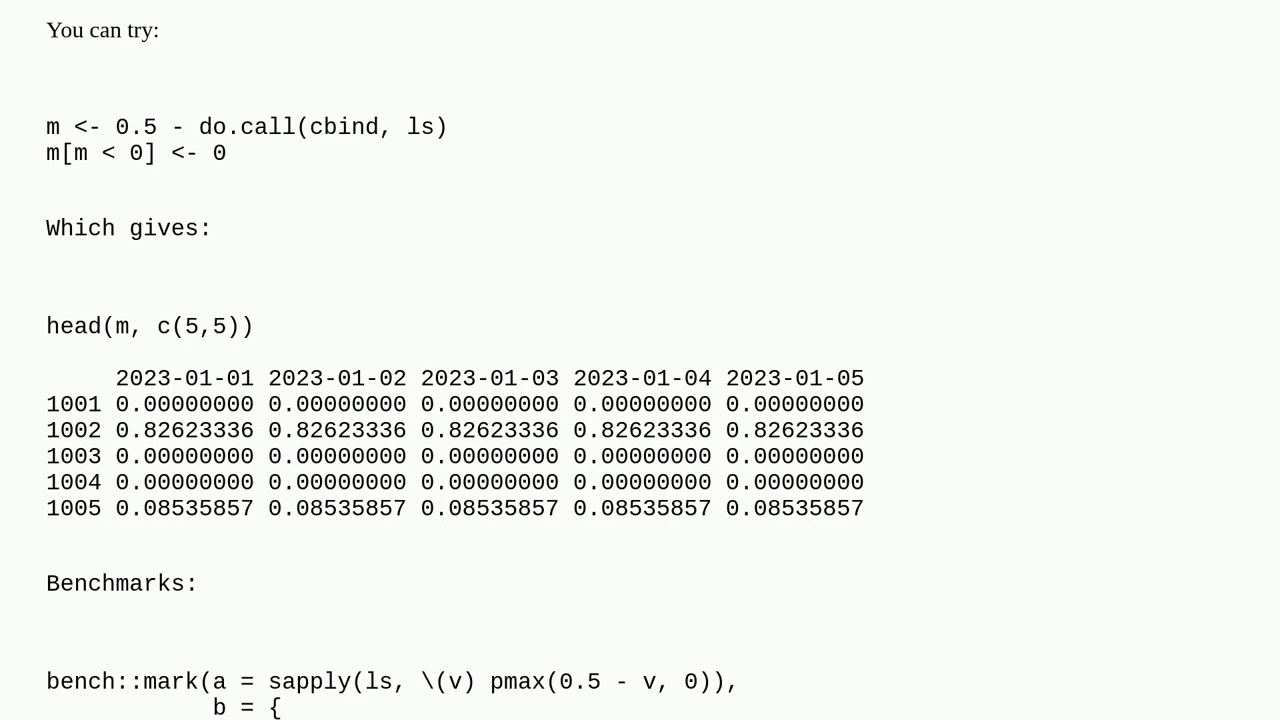 You can try:
m <- 0.5 - do.call(cbind, ls)
m[m < 0] <- 0
Which gives:
head(m, c(5,5))
     2023-01-01 2023-01-02 2023-01-03 2023-01-04 2023-01-05
1001 0.00000000 0.00000000 0.00000000 0.00000000 0.00000000
1002 0.82623336 0.82623336 0.82623336 0.82623336 0.82623336
1003 0.00000000 0.00000000 0.00000000 0.00000000 0.00000000
1004 0.00000000 0.00000000 0.00000000 0.00000000 0.00000000
1005 0.08535857 0.08535857 0.08535857 0.08535857 0.08535857
Benchmarks:
bench::mark(a = sapply(ls, \(v) pmax(0.5 - v, 0)),
            b = {